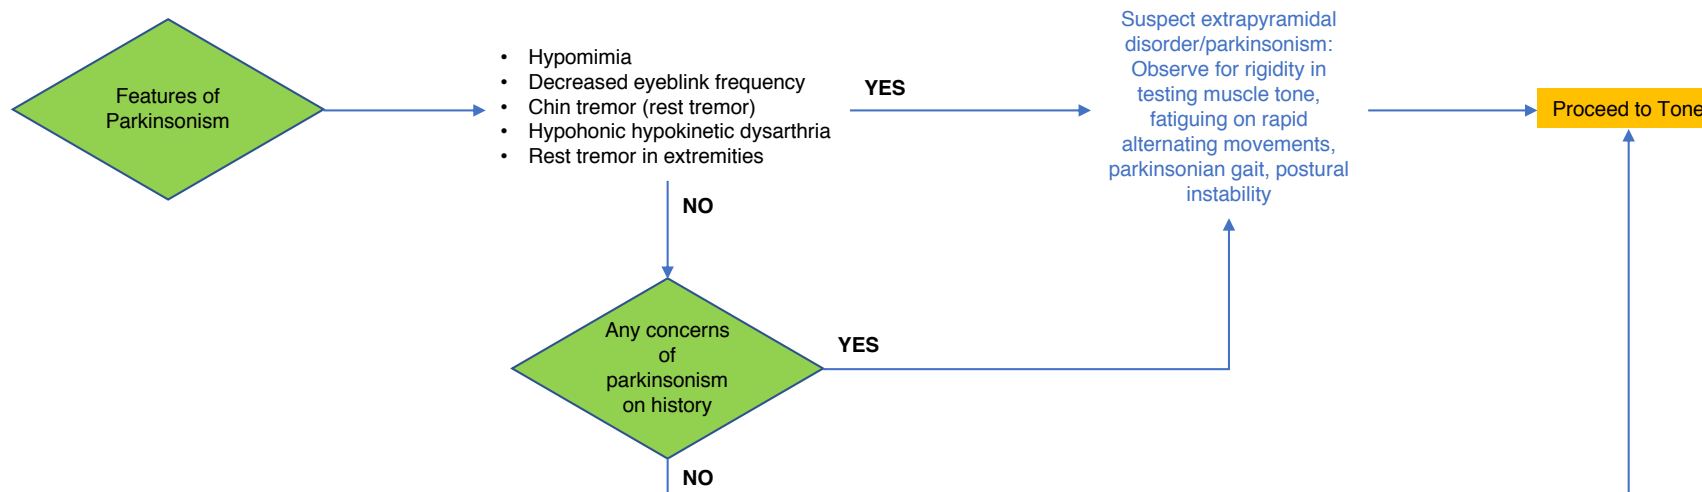 Features of
Parkinsonism
• Hypomimia
• Decreased eyeblink frequency
• Chin tremor (rest tremor)
• Hypohonic hypokinetic dysarthria
• Rest tremor in extremities
YES
Suspect extrapyramidal
disorder/parkinsonism:
Observe for rigidity in
testing muscle tone,
fatiguing on rapid
alternating movements,
parkinsonian gait, postural
instability
Proceed to Tone
NO
Any concerns
of
parkinsonism
on history
YES
NO